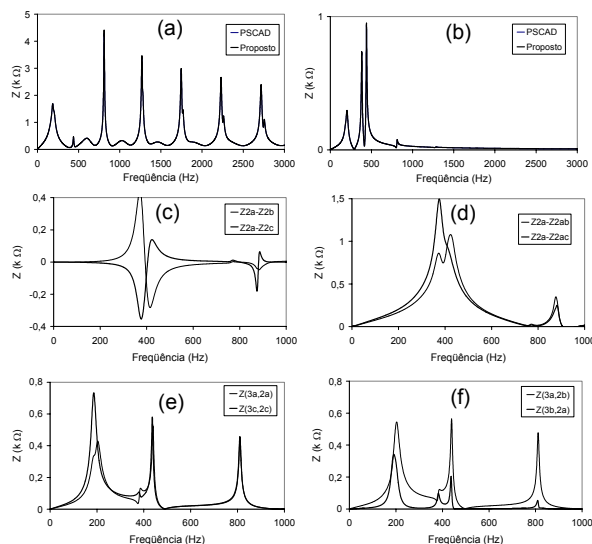 (a)
PSCAD
Proposto
Z (k Ω)
5
4
3
2
1
0
0 500 1000 1500 2000 2500 3000
Freqüência (Hz)
(b)
PSCAD
Proposto
Z (k Ω)
1
0
0 500 1000 1500 2000 2500 3000
Freqüência (Hz)
(c)
Z2a-Z2b
Z2a-Z2c
Z (k Ω)
0,4
0,2
0
-0,2
-0,4
0 200 400 600 800 1000
Freqüência (Hz)
(d)
Z2a-Z2ab
Z2a-Z2ac
Z (k Ω)
1,5
1
0,5
0
0 200 400 600 800 1000
Freqüência (Hz)
(e)
Z(3a,2a)
Z(3c,2c)
Z (k Ω)
0,8
0,6
0,4
0,2
0
0 200 400 600 800 1000
Freqüência (Hz)
(f)
Z(3a,2b)
Z(3b,2a)
Z (k Ω)
0,8
0,6
0,4
0,2
0
0 200 400 600 800 1000
Freqüência (Hz)